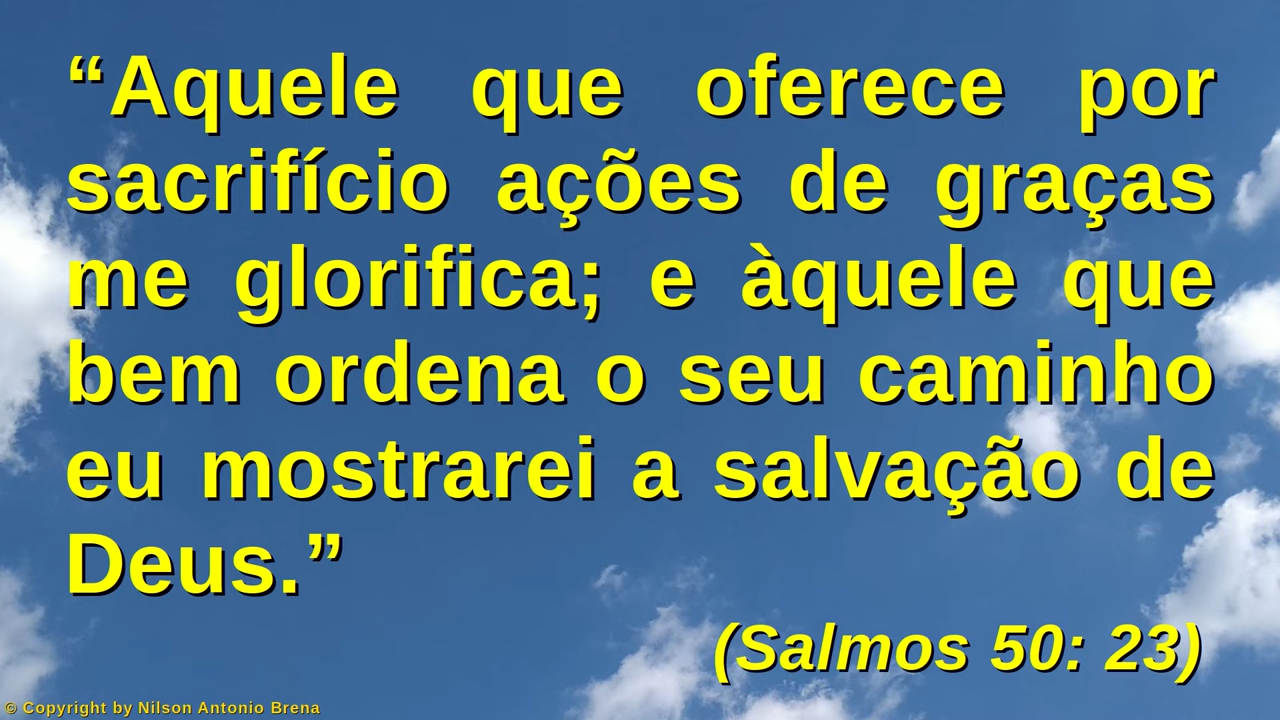 “Aquele que oferece por
sacrifício ações de graças
me glorifica; e àquele que
bem ordena o seu caminho
eu mostrarei a salvação de
Deus.”
(Salmos 50: 23)
© Copyright by Nilson Antonio Brena